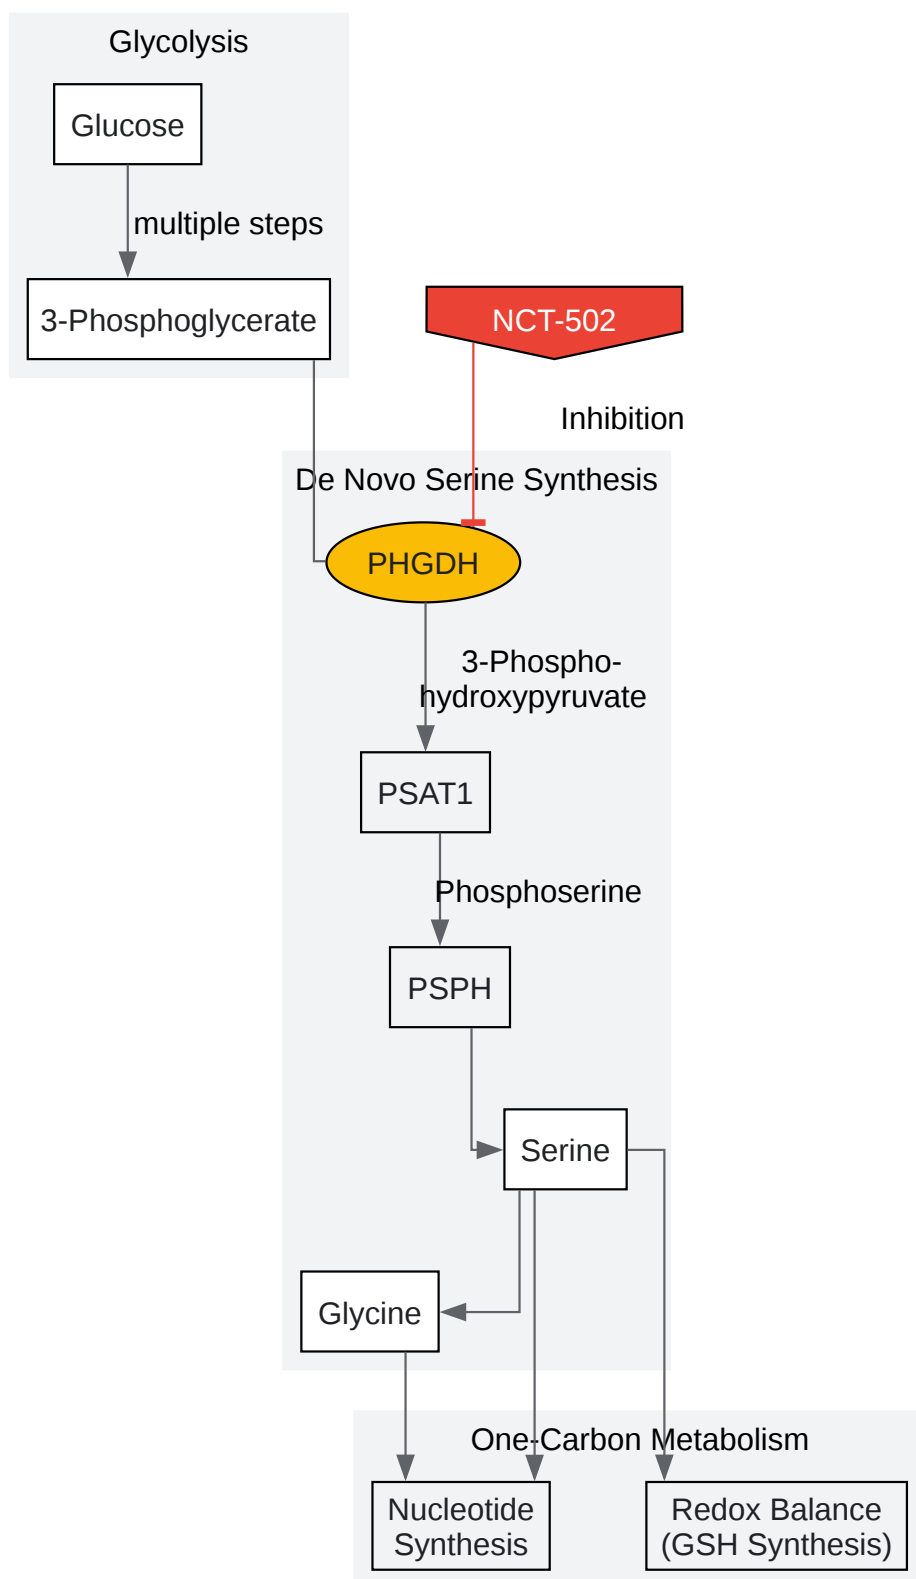 Glycolysis
Glucose
multiple steps
3-Phosphoglycerate
NCT-502
Inhibition
De Novo Serine Synthesis
PHGDH
3-Phospho-
hydroxypyruvate
PSAT1
Phosphoserine
PSPH
Serine
Glycine
One-Carbon Metabolism
Nucleotide
Synthesis
Redox Balance
(GSH Synthesis)